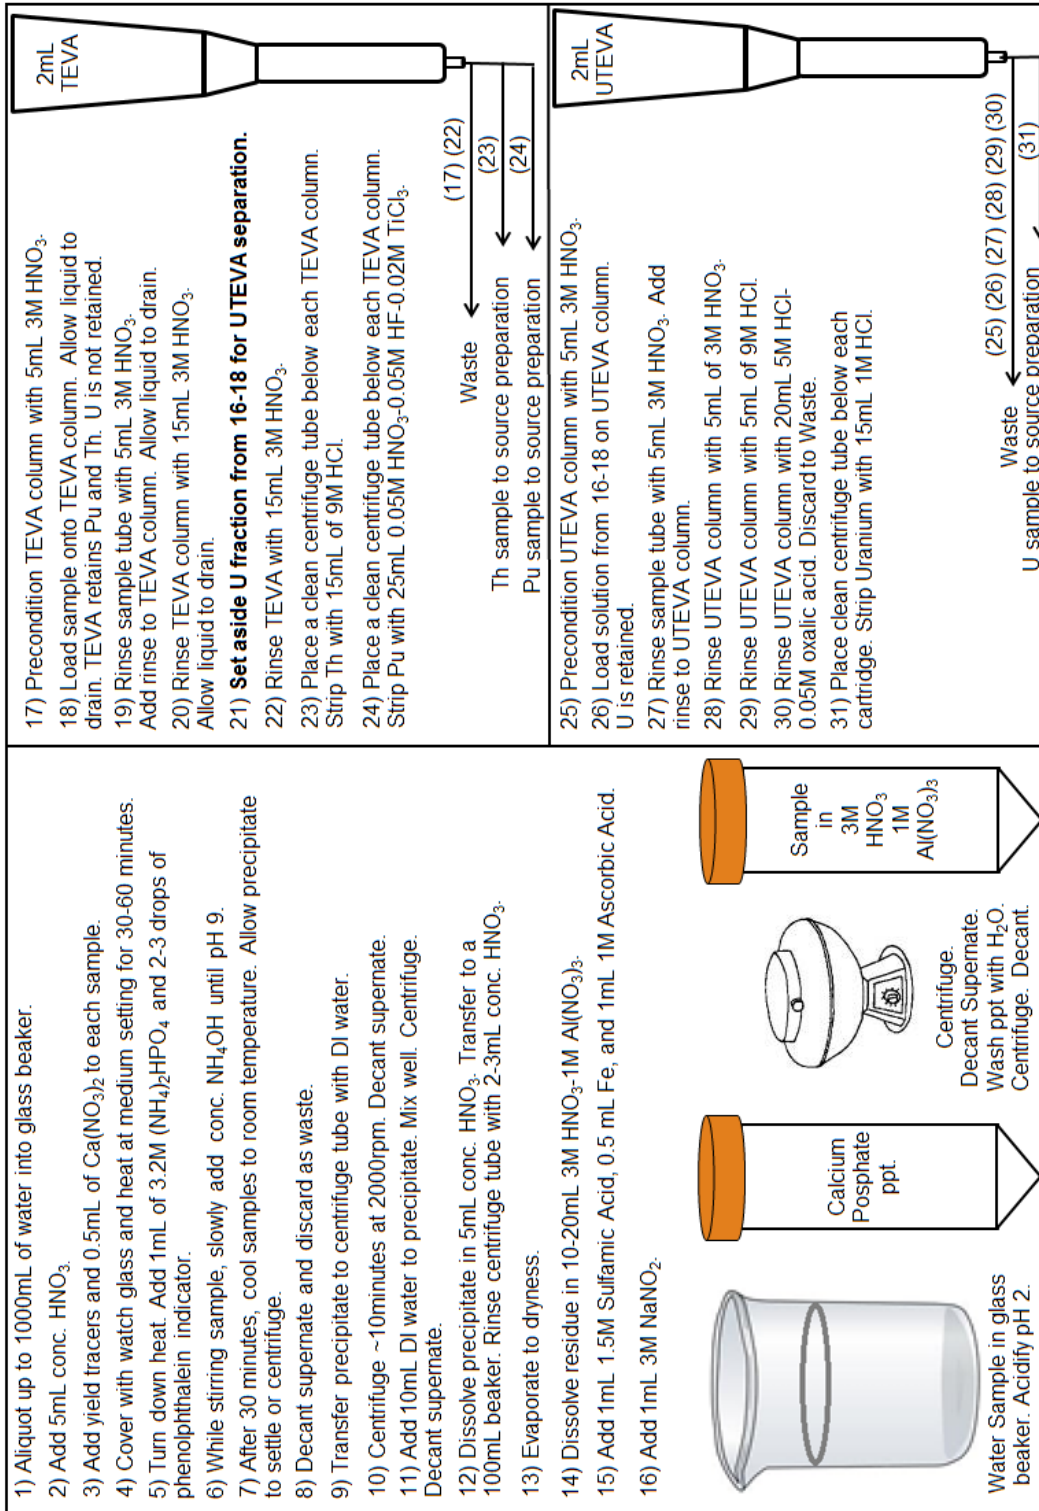 1) Aliquot up to 1000mL of water into glass beaker.
2) Add 5mL conc. HNO3.
3) Add yield tracers and 0.5mL of Ca(NO3)2 to each sample.
4) Cover with watch glass and heat at medium setting for 30-60 minutes.
5) Turn down heat. Add 1mL of 3.2M (NH4)2HPO4 and 2-3 drops of
phenolphthalein indicator.
6) While stirring sample, slowly add conc. NH4OH until pH 9.
7) After 30 minutes, cool samples to room temperature. Allow precipitate
to settle or centrifuge.
8) Decant supernate and discard as waste.
9) Transfer precipitate to centrifuge tube with DI water.
10) Centrifuge ~10minutes at 2000rpm. Decant supernate.
11) Add 10mL DI water to precipitate. Mix well. Centrifuge.
Decant supernate.
12) Dissolve precipitate in 5mL conc. HNO3. Transfer to a
100mL beaker. Rinse centrifuge tube with 2-3mL conc. HNO3.
13) Evaporate to dryness.
14) Dissolve residue in 10-20mL 3M HNO3-1M Al(NO3)3.
15) Add 1mL 1.5M Sulfamic Acid, 0.5 mL Fe, and 1mL 1M Ascorbic Acid.
16) Add 1mL 3M NaNO2.
Water Sample in glass
beaker. Acidify pH 2.
Calcium
Posphate
ppt.
Centrifuge.
Decant Supernate.
Wash ppt with H2O.
Centrifuge. Decant.
Sample
in
3M
HNO3
1M
Al(NO3)3
17) Precondition TEVA column with 5mL 3M HNO3.
18) Load sample onto TEVA column. Allow liquid to
drain. TEVA retains Pu and Th. U is not retained.
19) Rinse sample tube with 5mL 3M HNO3.
Add rinse to TEVA column. Allow liquid to drain.
20) Rinse TEVA column with 15mL 3M HNO3.
Allow liquid to drain.
21) Set aside U fraction from 16-18 for UTEVA separation.
22) Rinse TEVA with 15mL 3M HNO3.
23) Place a clean centrifuge tube below each TEVA column.
Strip Th with 15mL of 9M HCl.
24) Place a clean centrifuge tube below each TEVA column.
Strip Pu with 25mL 0.05M HNO3-0.05M HF-0.02M TiCl3.
2mL
TEVA
Waste
(17) (22)
Th sample to source preparation
(23)
Pu sample to source preparation
(24)
25) Precondition UTEVA column with 5mL 3M HNO3.
26) Load solution from 16-18 on UTEVA column.
U is retained.
27) Rinse sample tube with 5mL 3M HNO3. Add
rinse to UTEVA column.
28) Rinse UTEVA column with 5mL of 3M HNO3.
29) Rinse UTEVA column with 5mL of 9M HCl.
30) Rinse UTEVA column with 20mL 5M HCl-
0.05M oxalic acid. Discard to Waste.
31) Place clean centrifuge tube below each
cartridge. Strip Uranium with 15mL 1M HCl.
2mL
UTEVA
Waste
(25) (26) (27) (28) (29) (30)
U sample to source preparation
(31)